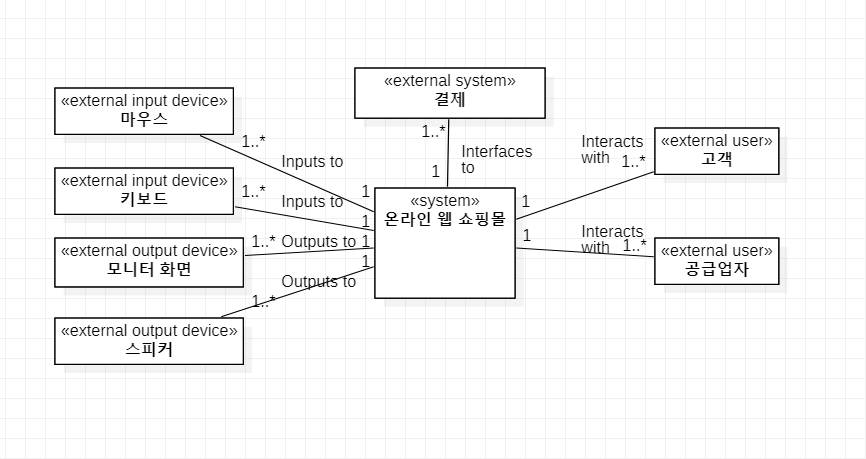 «external system»
결제
«external input device»
마우스
1..*
1..*
Inputs to
Interfaces
to
1
Interacts
with
1..*
«external user»
고객
«external input device»
키보드
1..*
Inputs to
1
1
«system»
온라인 웹 쇼핑몰
1
«external output device»
모니터 화면
1..*
Outputs to
1
1
Interacts
with
1..*
«external user»
공급업자
1
Outputs to
1..*
«external output device»
스피커